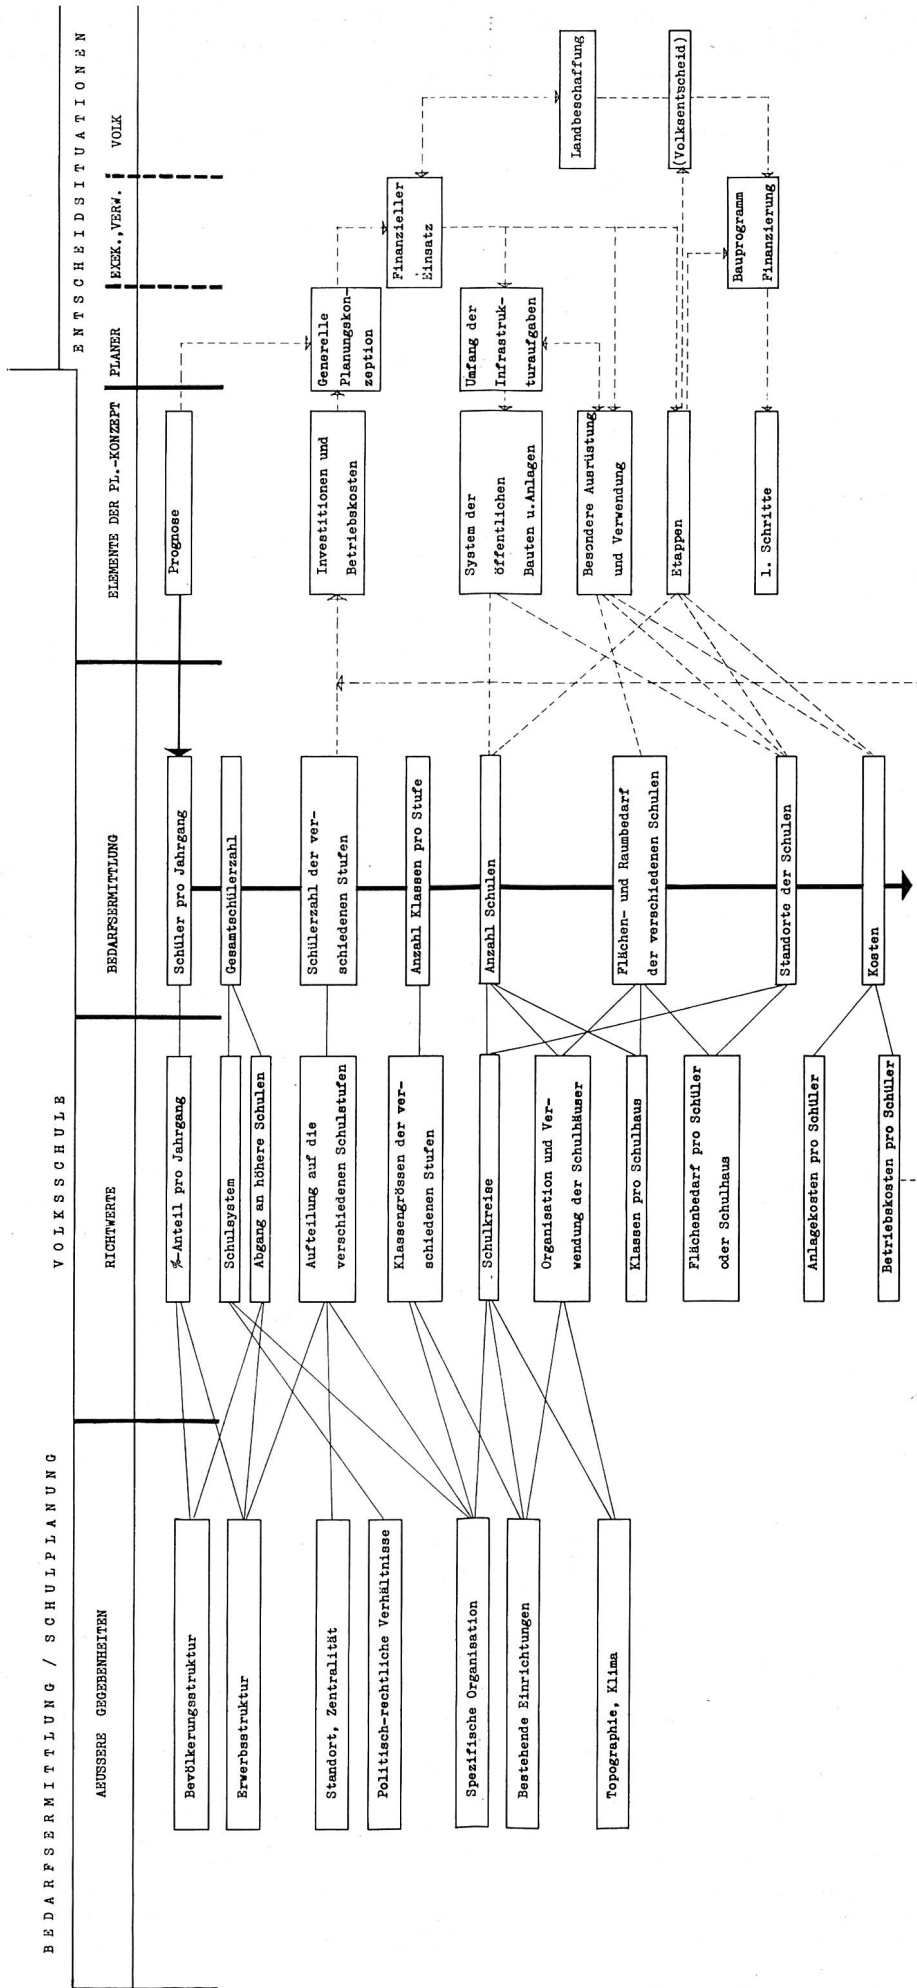 BEDARFSERMITTLUNG / SCHULPLANUNG
VOLKSSCHULE
ENTSCHEIDSITUATIONEN
AEUSSERE GEGEBENHEITEN
RICHTWERTE
BEDARFSERMITTLUNG
ELEMENTE DER PL.-KONZEPT
PLANER
EXEK.,VERW.
VOLK
Bevölkerungsstruktur
Erwerbsstruktur
Standort, Zentralität
Politisch-rechtliche Verhältnisse
Spezifische Organisation
Bestehende Einrichtungen
Topographie, Klima
%-Anteil pro Jahrgang
Schulsystem
Abgang an höhere Schulen
Aufteilung auf die
verschiedenen Schulstufen
Klassengrössen der ver-
schiedenen Stufen
Schulkreise
Organisation und Ver-
wendung der Schulhäuser
Klassen pro Schulhaus
Flächenbedarf pro Schüler
oder Schulhaus
Anlagekosten pro Schüler
Betriebskosten pro Schüler
Schüler pro Jahrgang
Gesamtschülerzahl
Schülerzahl der ver-
schiedenen Stufen
Anzahl Klassen pro Stufe
Anzahl Schulen
Flächen- und Raumbedarf
der verschiedenen Schulen
Standorte der Schulen
Kosten
Prognose
Investitionen und
Betriebskosten
System der
öffentlichen
Bauten u.Anlagen
Besondere Ausrüstung
und Verwendung
Etappen
1. Schritte
Generelle
Planungskon-
zeption
Umfang der
Infrastruk-
turaufgaben
Finanzieller
Einsatz
Bauprogramm
Finanzierung
Landbeschaffung
(Volksentscheid)